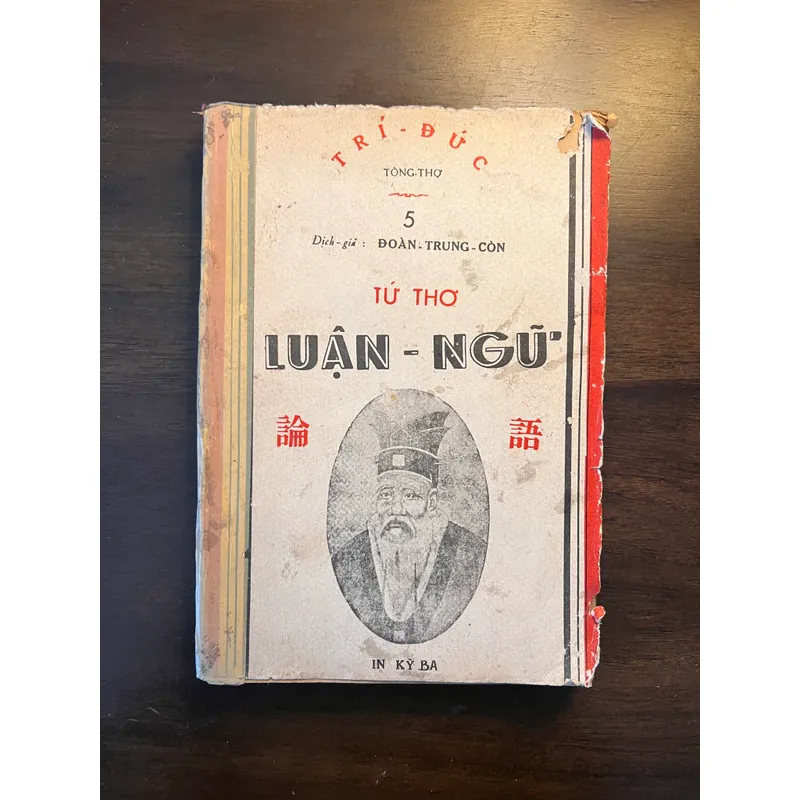 TRÍ-ĐỨC
TÒNG-THƠ
5
Dịch-giả : ĐOÀN-TRUNG-CÒN
TỨ THƠ
LUẬN - NGỮ
論 語
IN KỲ BA